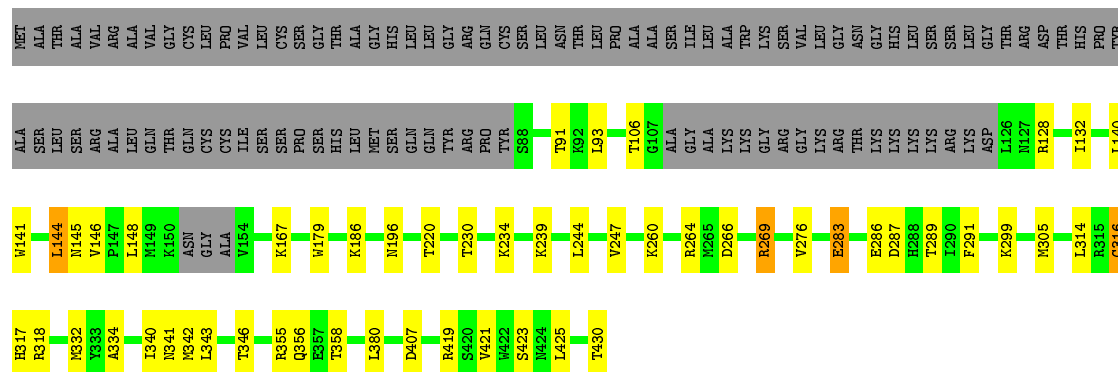 MET ALA THR ALA VAL ARG ALA VAL GLY CYS LEU PRO VAL LEU CYS SER GLY THR ALA GLY HIS LEU LEU GLY ARG GLN CYS SER LEU ASN THR LEU PRO ALA ALA SER ILE LEU ALA TRP LYS SER VAL LEU GLY ASN GLY HIS LEU SER SER LEU GLY THR ARG ASP THR HIS PRO TYR
ALA SER LEU SER ARG ALA LEU GLN THR GLN CYS CYS ILE SER SER PRO SER HIS LEU MET SER GLN GLN TYR ARG PRO TYR S88 T91 K92 L93 T106 G107 ALA GLY ALA LYS LYS GLY ARG GLY LYS ARG THR LYS LYS LYS LYS ARG LYS ASP L126 N127 R128 I132 L140
W141 L144 N145 V146 P147 L148 M149 K150 ASN GLY ALA V154 K167 W179 K186 N196 T220 T230 K234 K239 L244 V247 K260 R264 M265 D266 R269 V276 E283 E286 D287 H288 T289 I290 F291 K299 M305 L314 R315
H317 R318 M332 Y333 A334 I340 N341 M342 L343 T346 R355 Q356 E357 T358 L380 D407 R419 S420 V421 W422 S423 N424 L425 T430